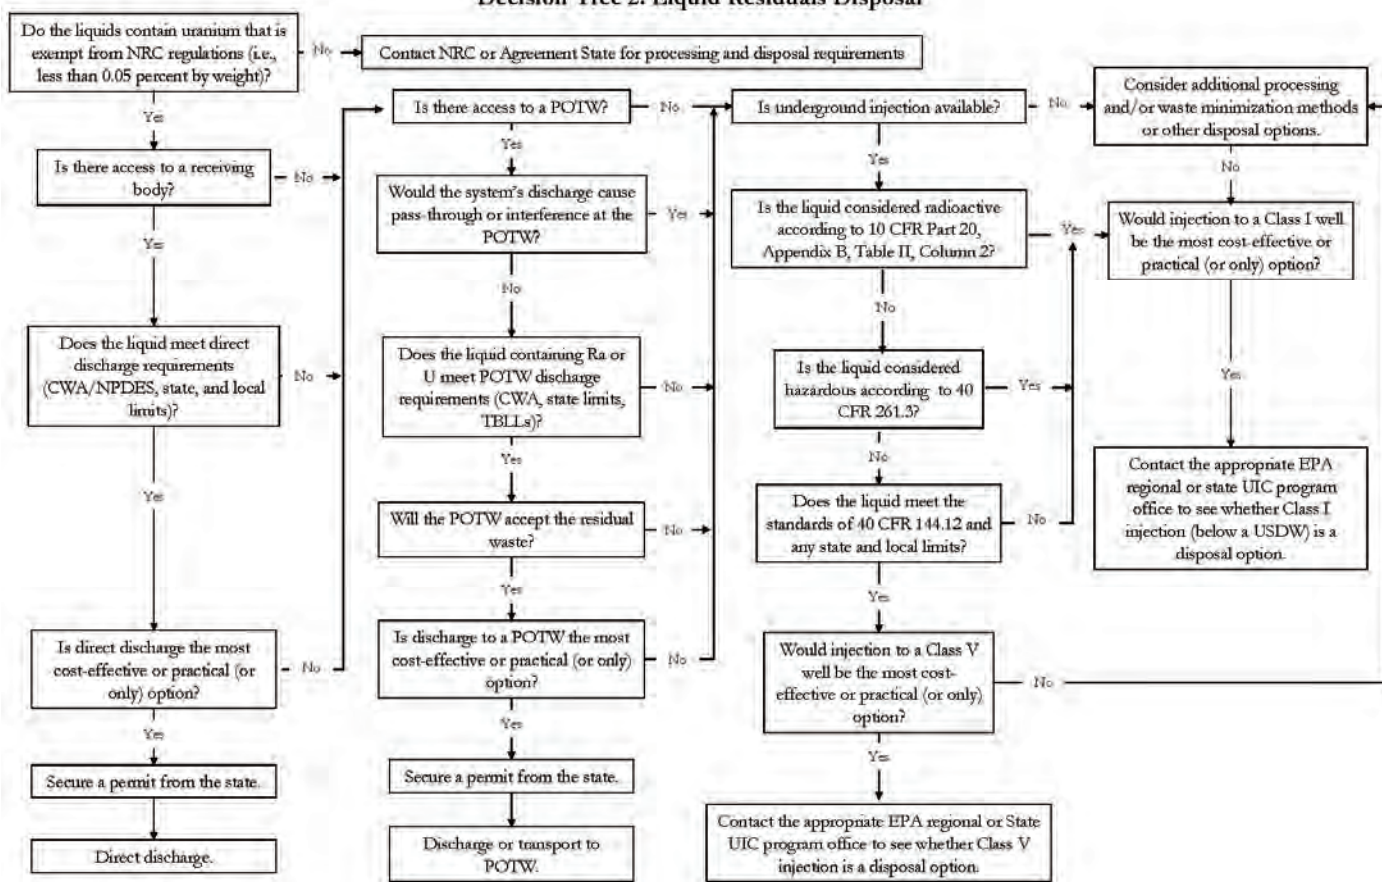 Decision Tree 2: Liquid Residuals Disposal
Do the liquids contain uranium that is
exempt from NRC regulations (i.e.,
less than 0.05 percent by weight)?
No
Contact NRC or Agreement State for processing and disposal requirements
Yes
Is there access to a receiving
body?
No
Yes
Does the liquid meet direct
discharge requirements
(CWA/NPDES, state, and local
limits)?
No
Yes
Is direct discharge the most
cost-effective or practical (or
only) option?
No
Yes
Secure a permit from the state.
Direct discharge.
Is there access to a POTW?
No
Yes
Would the system's discharge cause
pass-through or interference at the
POTW?
Yes
No
Does the liquid containing Ra or
U meet POTW discharge
requirements (CWA, state limits,
TBLLs)?
No
Yes
Will the POTW accept the residual
waste?
No
Yes
Is discharge to a POTW the most
cost-effective or practical (or only)
option?
No
Yes
Secure a permit from the state.
Discharge or transport to
POTW.
Is underground injection available?
No
Yes
Is the liquid considered radioactive
according to 10 CFR Part 20,
Appendix B, Table II, Column 2?
Yes
No
Is the liquid considered
hazardous according to 40
CFR 261.3?
Yes
No
Does the liquid meet the
standards of 40 CFR 144.12 and
any state and local limits?
No
Yes
Would injection to a Class V
well be the most cost-
effective or practical (or only)
option?
No
Yes
Contact the appropriate EPA regional or State
UIC program office to see whether Class V
injection is a disposal option.
Consider additional processing
and/or waste minimization methods
or other disposal options.
No
Would injection to a Class I well
be the most cost-effective or
practical (or only) option?
Yes
Contact the appropriate EPA
regional or state UIC program
office to see whether Class I
injection (below a USDW) is a
disposal option.